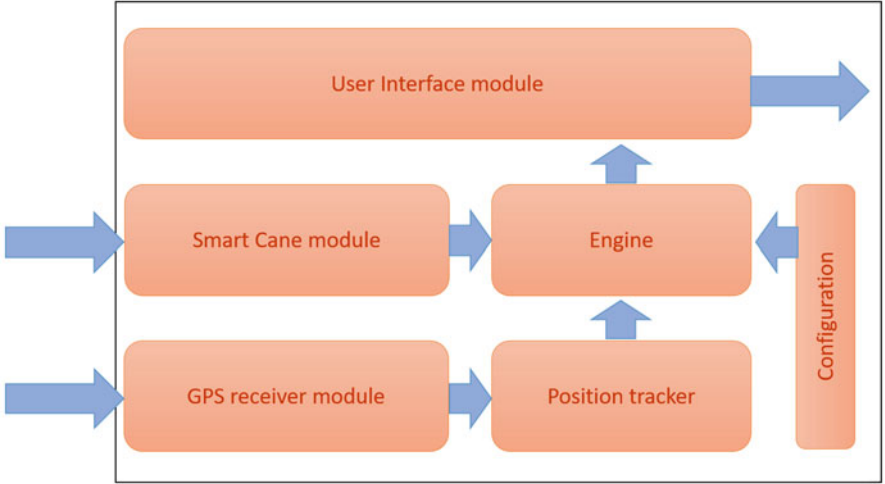 User Interface module
Smart Cane module
Engine
Configuration
GPS receiver module
Position tracker